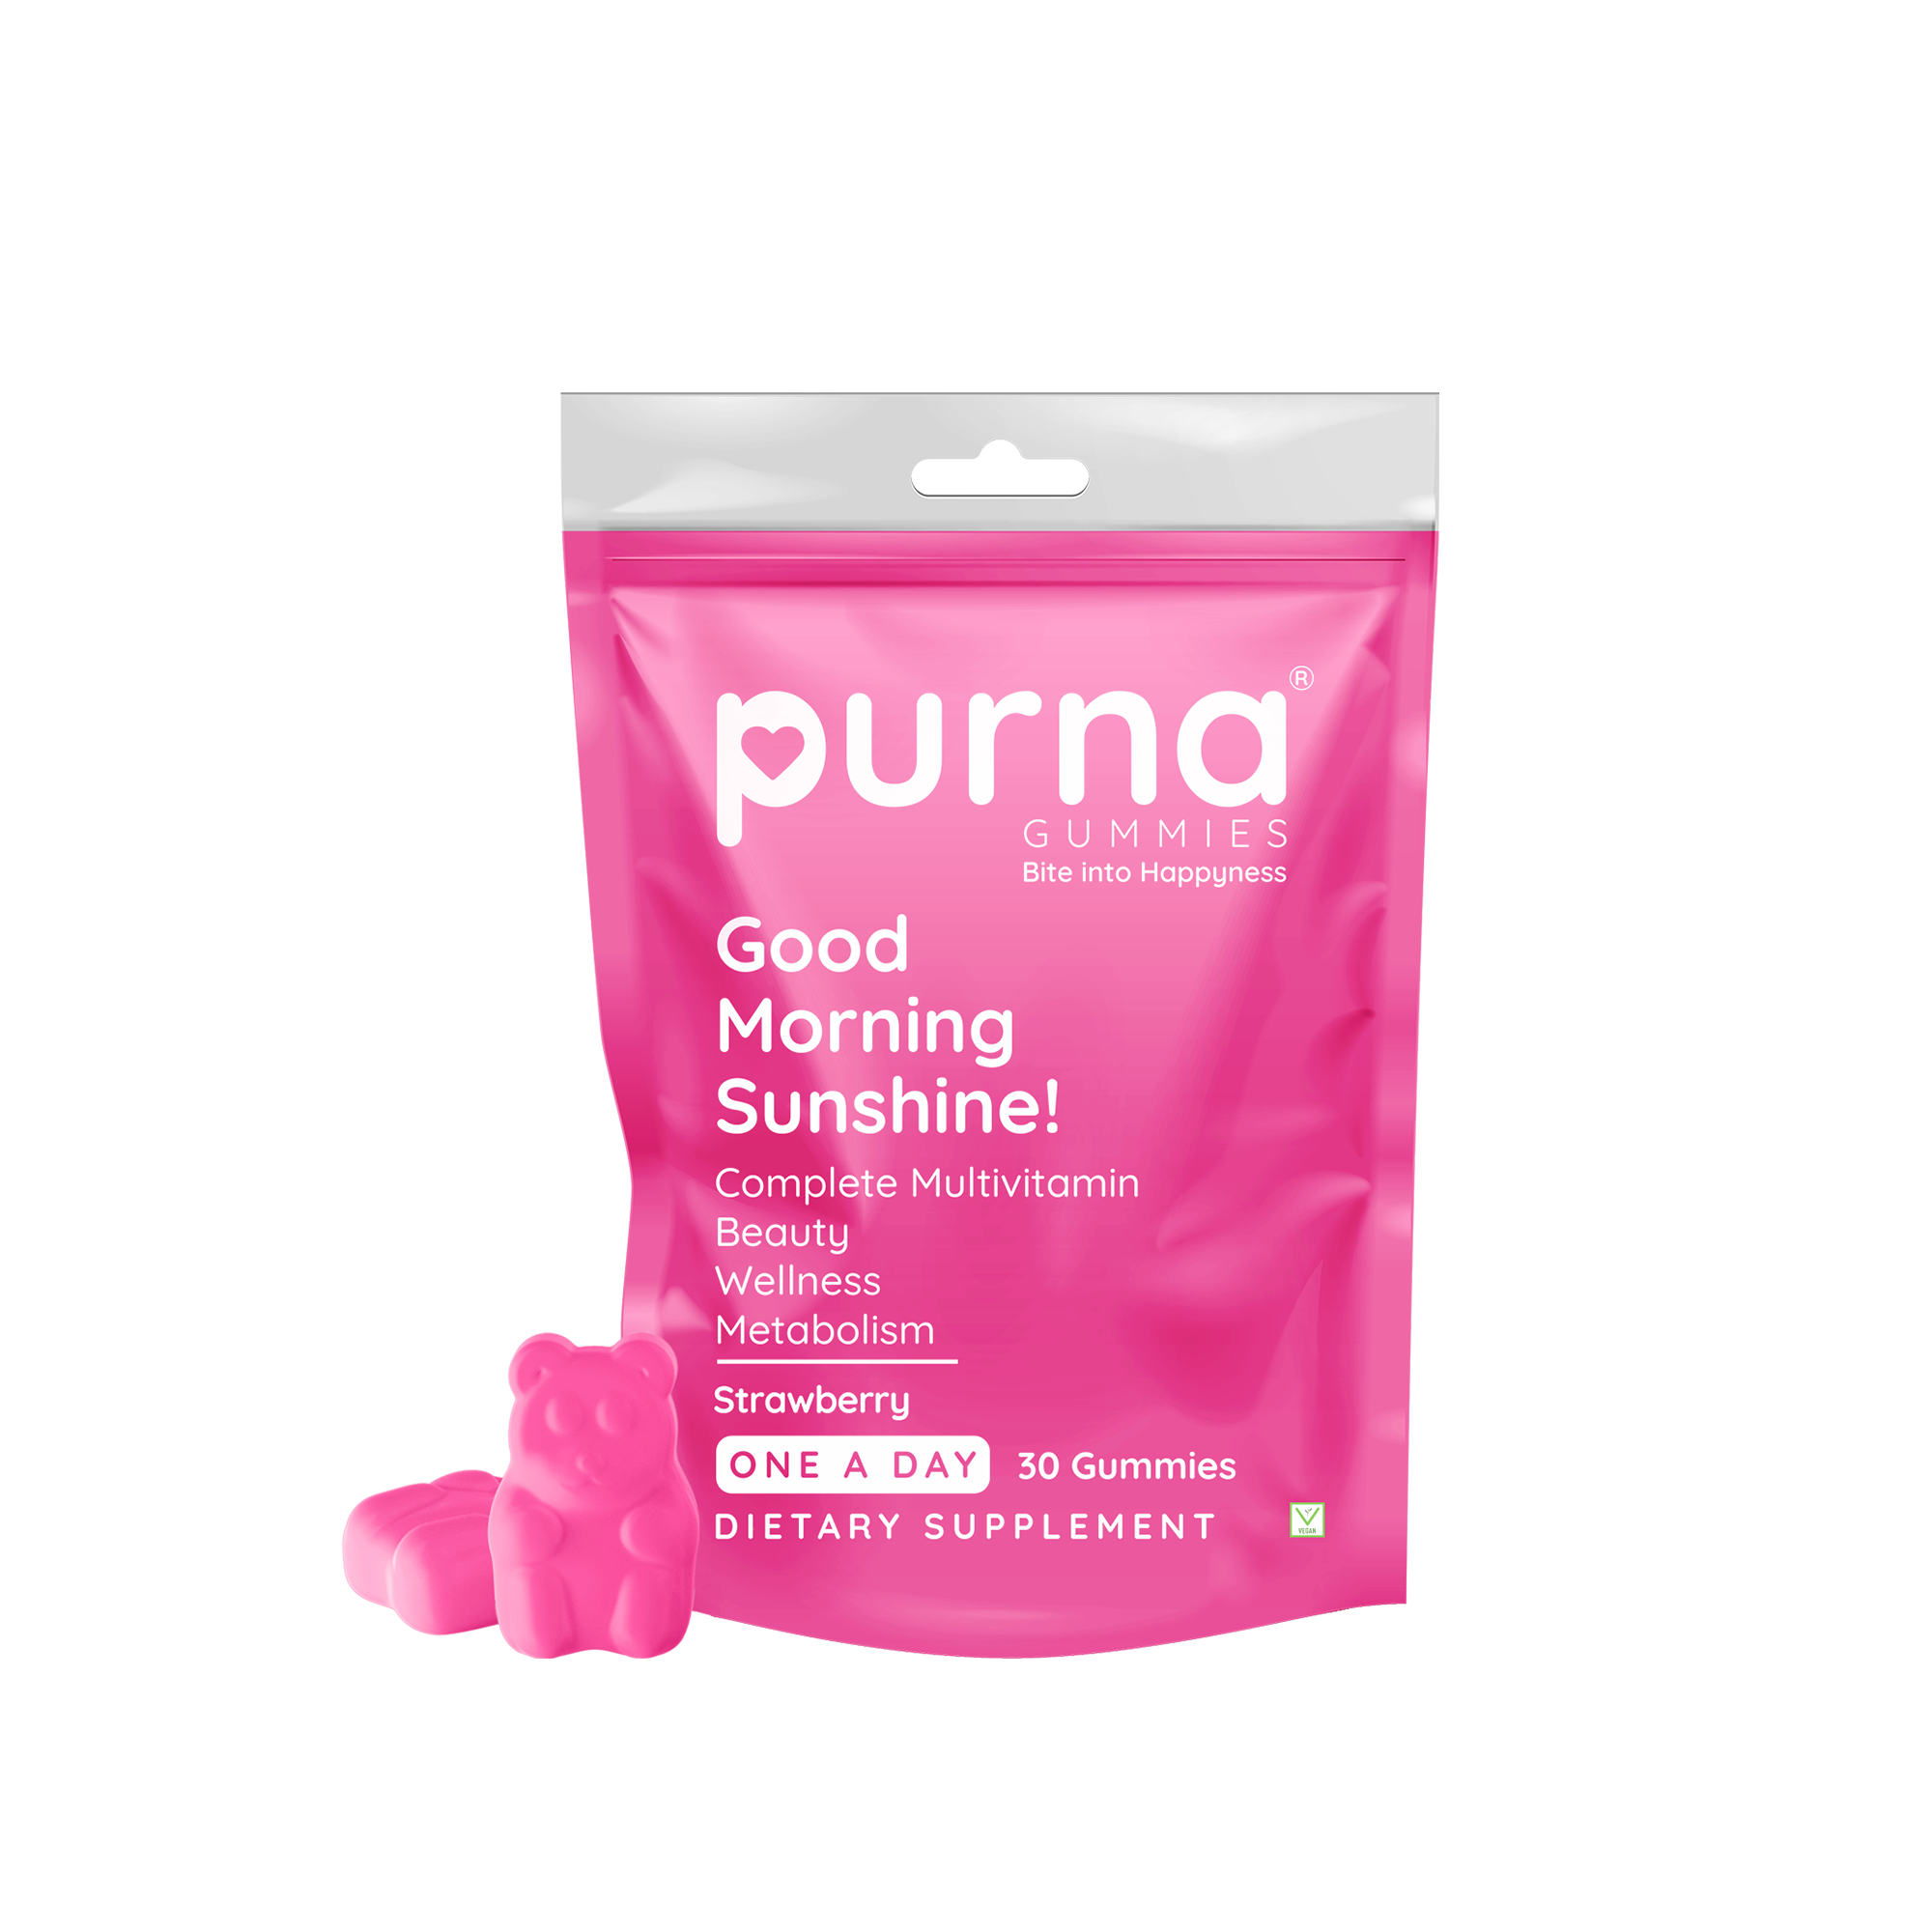 purna®
GUMMIES
Bite into Happyness
Good
Morning
Sunshine!
Complete Multivitamin
Beauty
Wellness
Metabolism
Strawberry
ONE A DAY 30 Gummies
DIETARY SUPPLEMENT
VEGAN